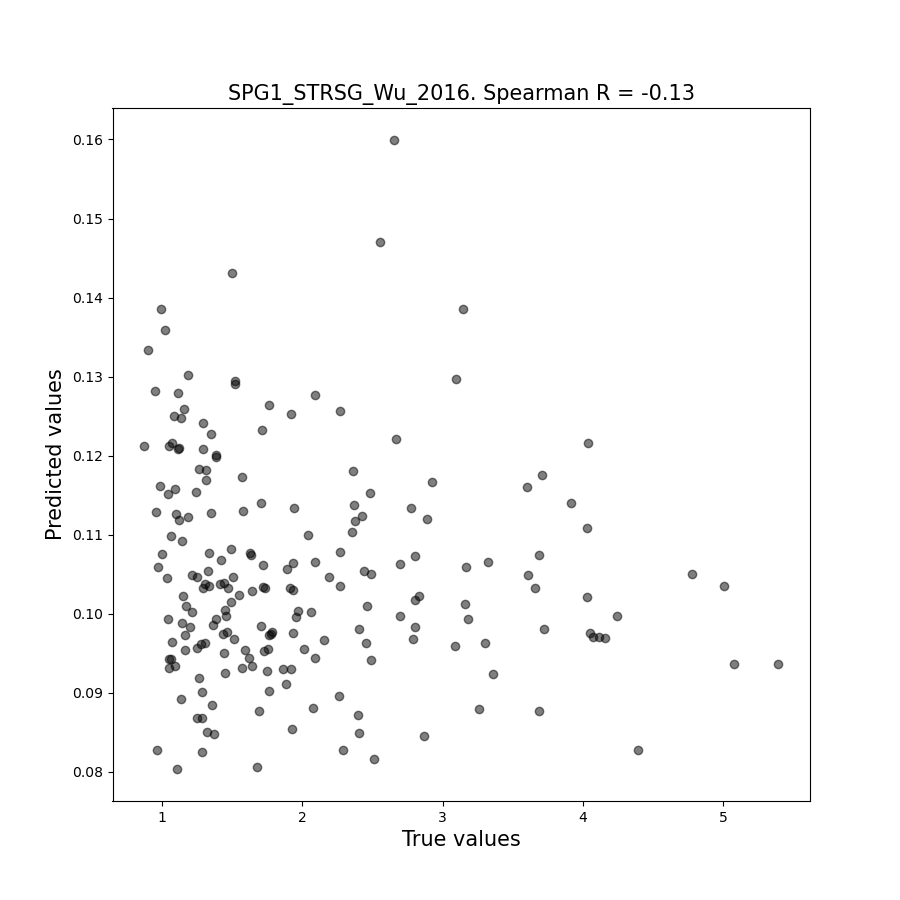 SPG1_STRSG_Wu_2016. Spearman R = -0.13
0.16
0.15
0.14
0.13
0.12
0.11
0.10
0.09
0.08
Predicted values
1 2 3 4 5
True values